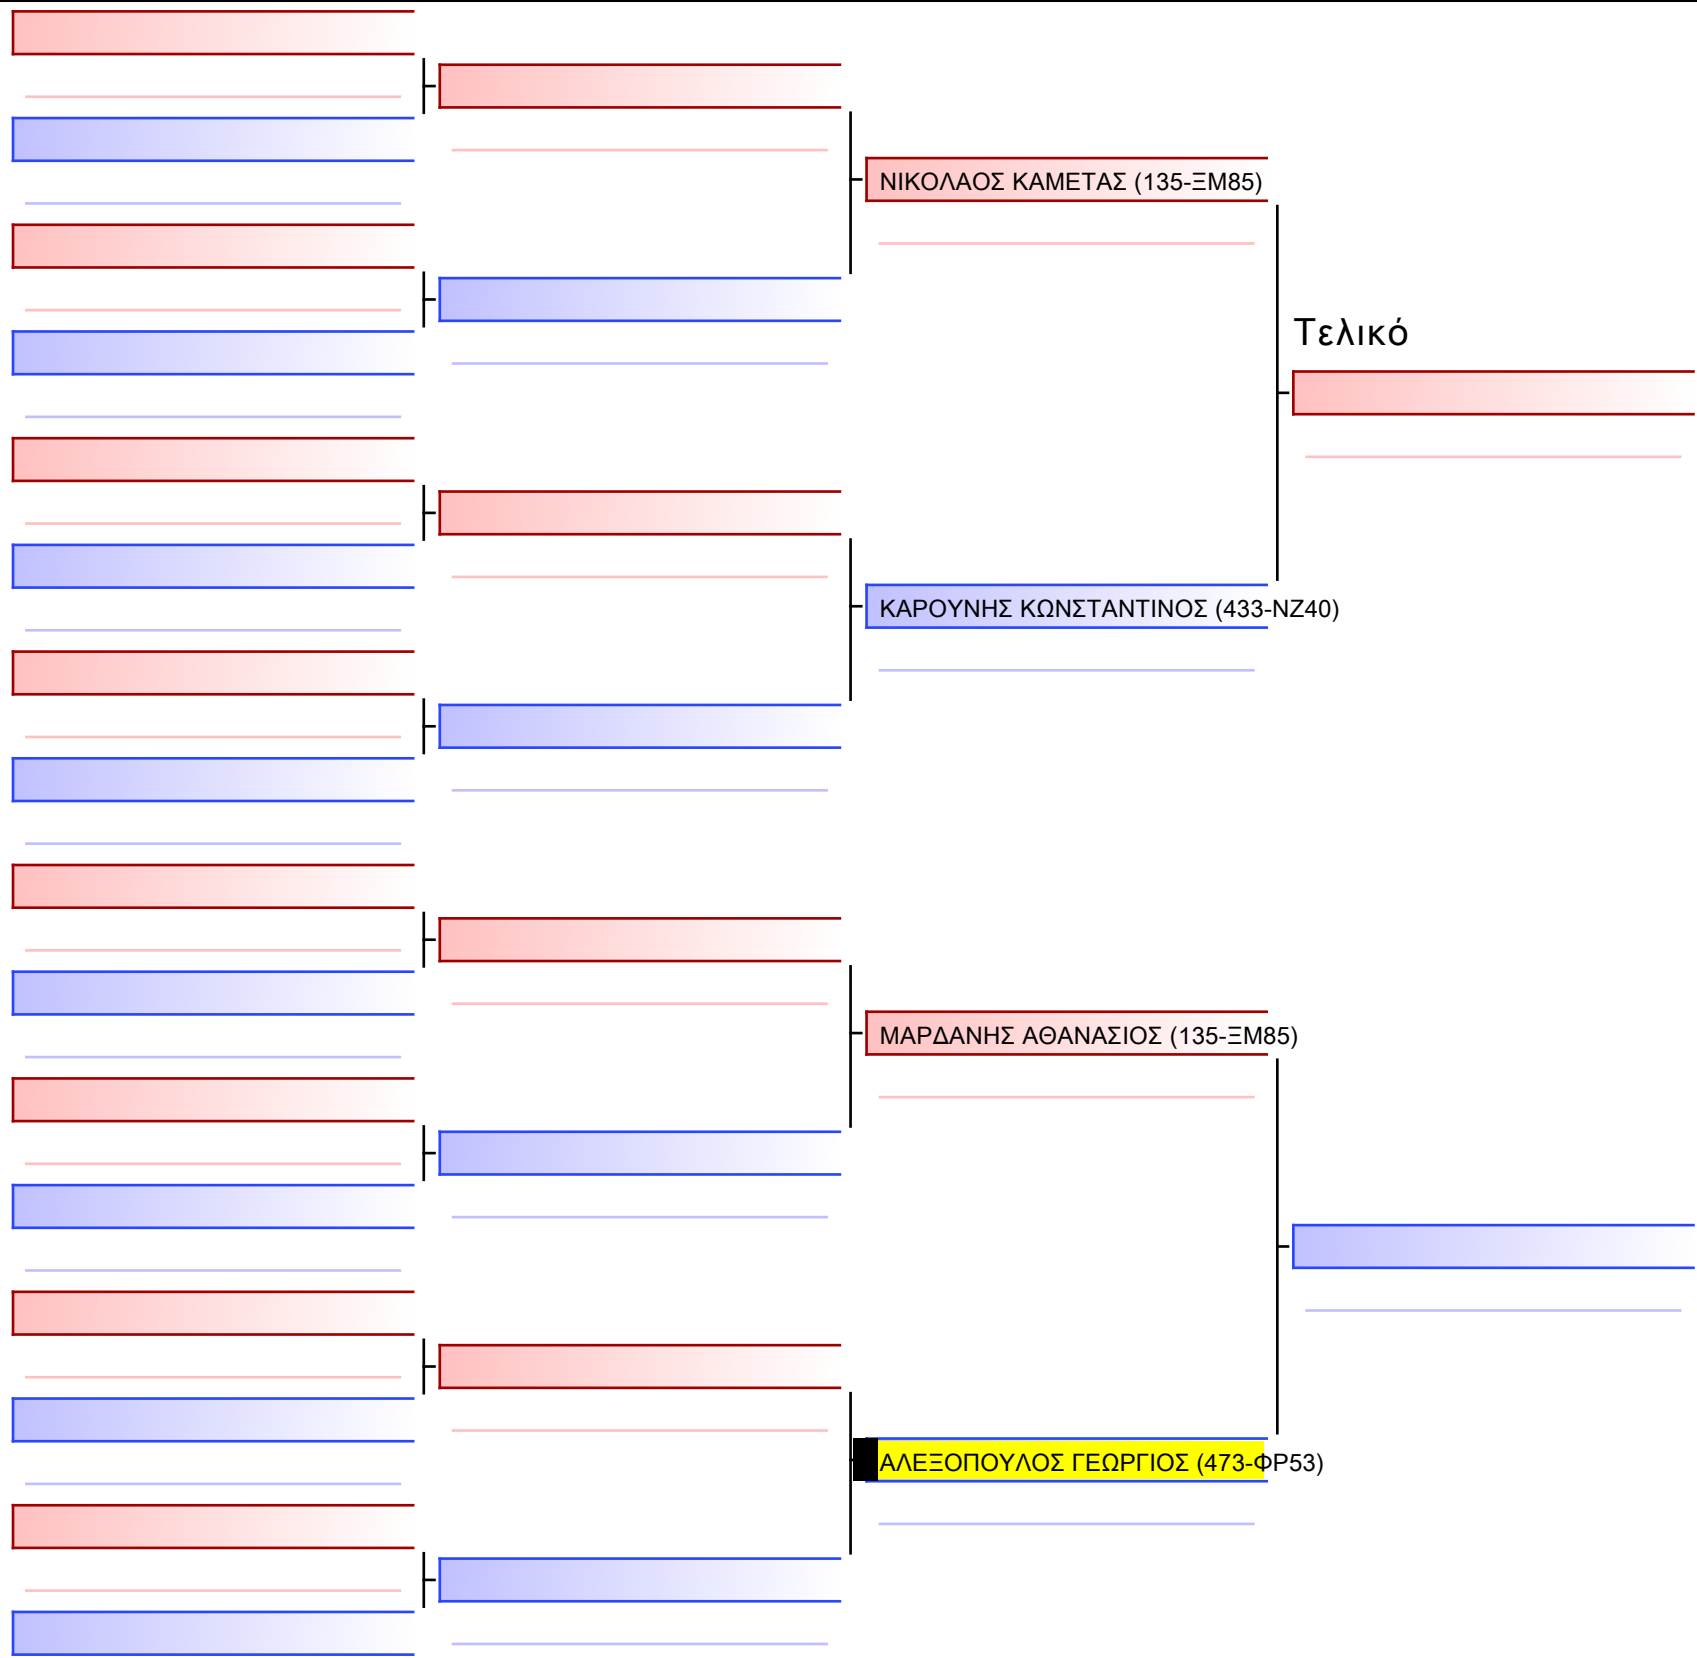 ΝΙΚΟΛΑΟΣ ΚΑΜΕΤΑΣ (135-ΞΜ85)
Τελικό
ΚΑΡΟΥΝΗΣ ΚΩΝΣΤΑΝΤΙΝΟΣ (433-ΝΖ40)
ΜΑΡΔΑΝΗΣ ΑΘΑΝΑΣΙΟΣ (135-ΞΜ85)
ΑΛΕΞΟΠΟΥΛΟΣ ΓΕΩΡΓΙΟΣ (473-ΦΡ53)